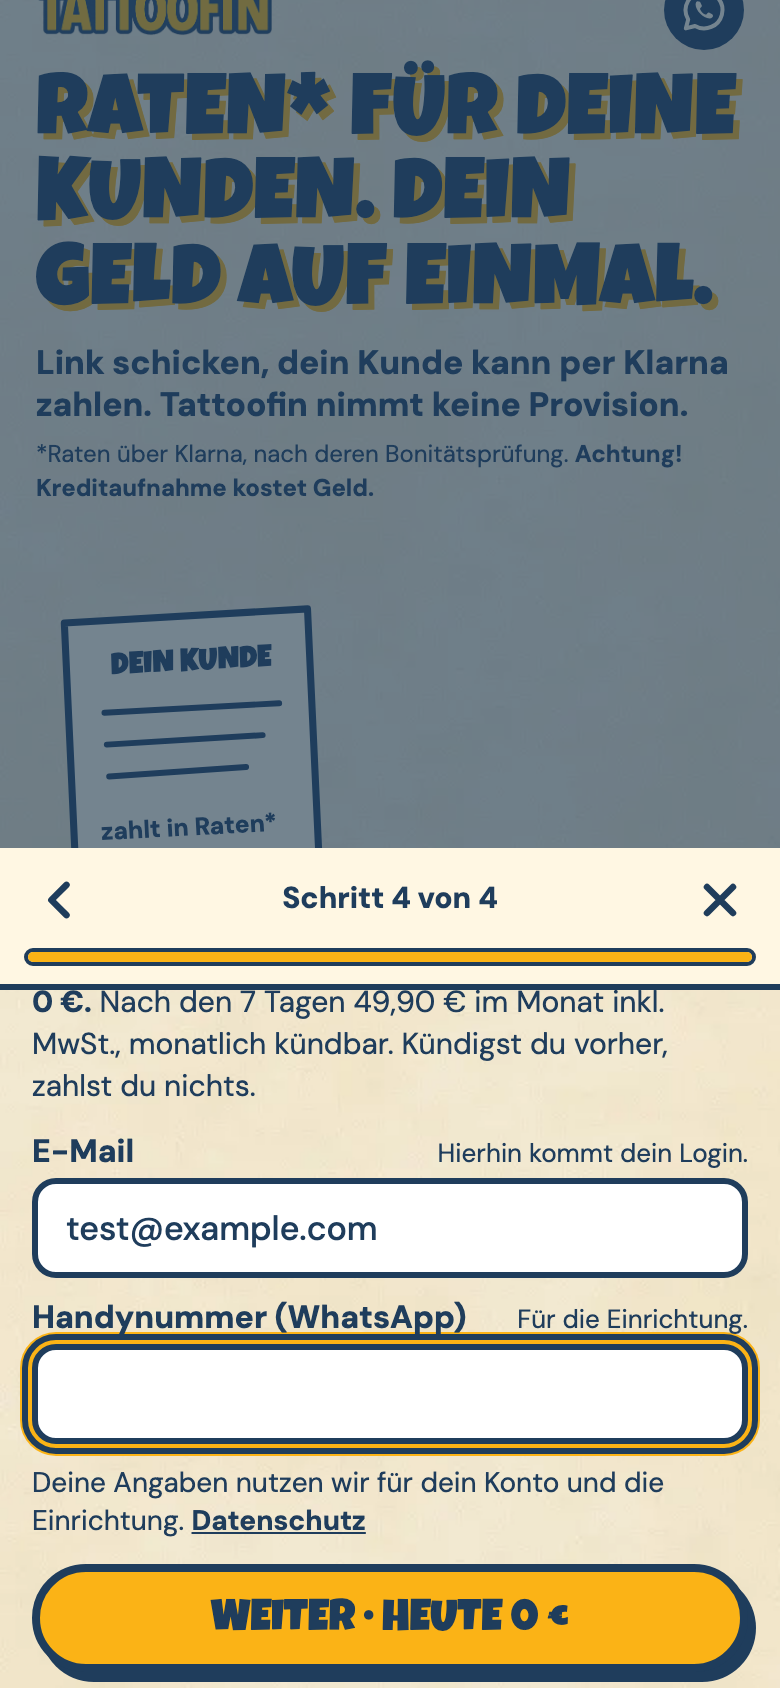 TATTOOFIN
RATEN* FÜR DEINE
KUNDEN. DEIN
GELD AUF EINMAL.
Link schicken, dein Kunde kann per Klarna
zahlen. Tattoofin nimmt keine Provision.
*Raten über Klarna, nach deren Bonitätsprüfung. Achtung!
Kreditaufnahme kostet Geld.
DEIN KUNDE
zahlt in Raten*
Schritt 4 von 4
0 €. Nach den 7 Tagen 49,90 € im Monat inkl.
MwSt., monatlich kündbar. Kündigst du vorher,
zahlst du nichts.
E-Mail Hierhin kommt dein Login.
test@example.com
Handynummer (WhatsApp) Für die Einrichtung.
Deine Angaben nutzen wir für dein Konto und die
Einrichtung. Datenschutz
WEITER · HEUTE 0 €